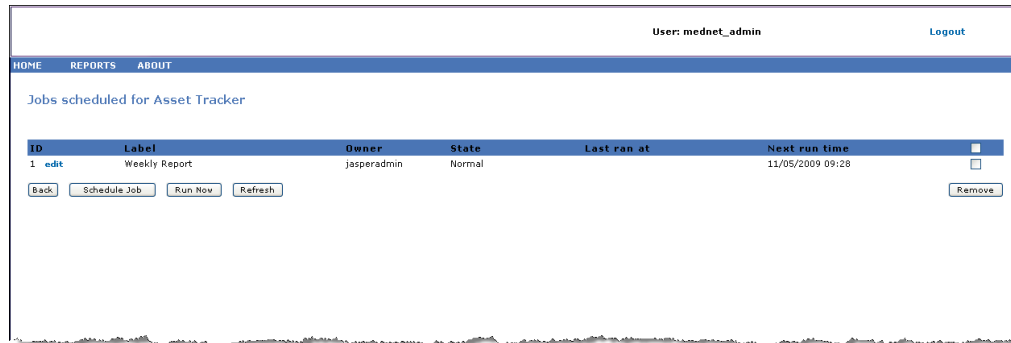 User: mednet_admin Logout
HOME REPORTS ABOUT
Jobs scheduled for Asset Tracker
ID Label Owner State Last ran at Next run time
1 edit Weekly Report jasperadmin Normal 11/05/2009 09:28
Back Schedule Job Run Now Refresh Remove